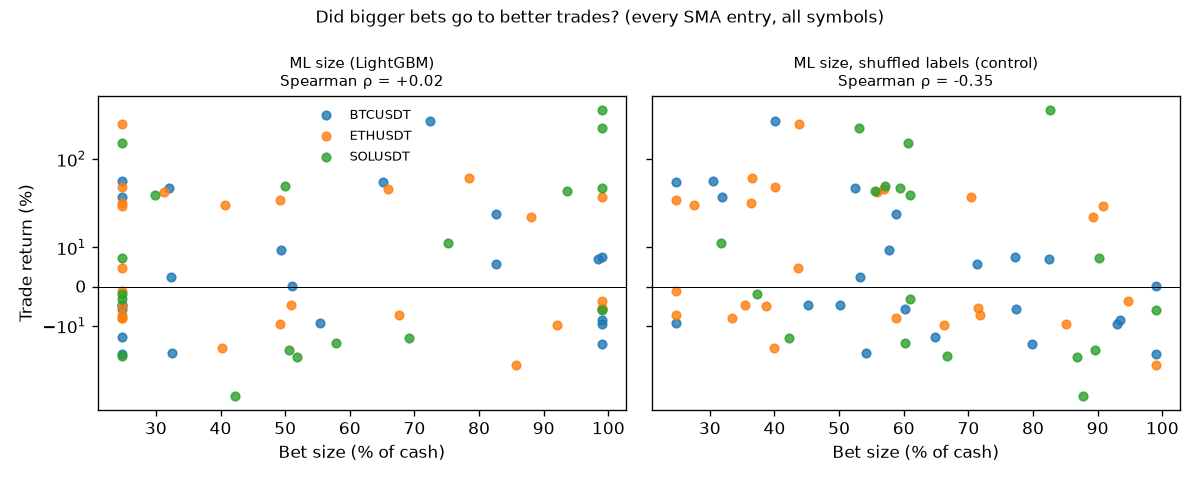 Did bigger bets go to better trades? (every SMA entry, all symbols)
ML size (LightGBM)
Spearman ρ = +0.02
ML size, shuffled labels (control)
Spearman ρ = -0.35
BTCUSDT
ETHUSDT
SOLUSDT
Trade return (%)
10²
10¹
0
−10¹
30 40 50 60 70 80 90 100
30 40 50 60 70 80 90 100
Bet size (% of cash)
Bet size (% of cash)